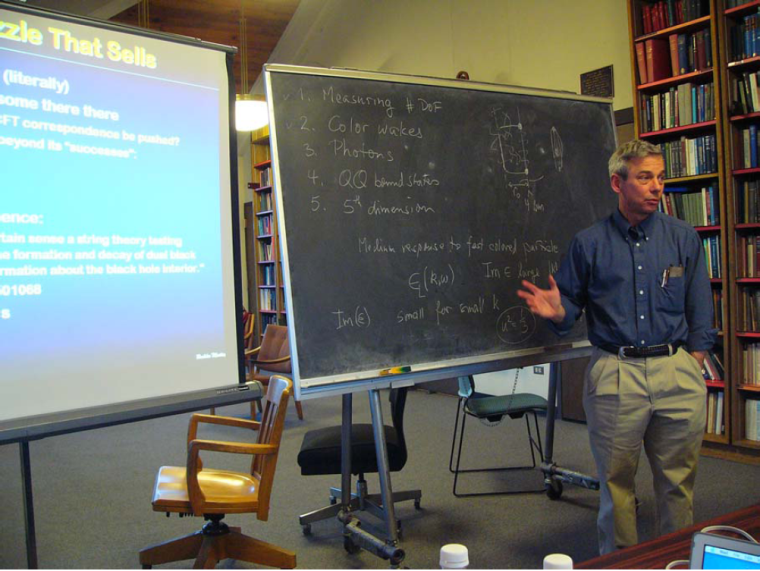 zzle That Sells
(literally)
some there there
FT correspondence be pushed?
beyond its "successes":
ence:
rtain sense a string theory testing
he formation and decay of dual black
ormation about the black hole interior."
501068
s
1. Measuring # DoF
2. Color wakes
3. Photons
4. QQ bound states
5. 5th dimension
Medium response to fast colored particle
ϵL(k,ω) Im ϵ large
Im(ϵ) small for small k